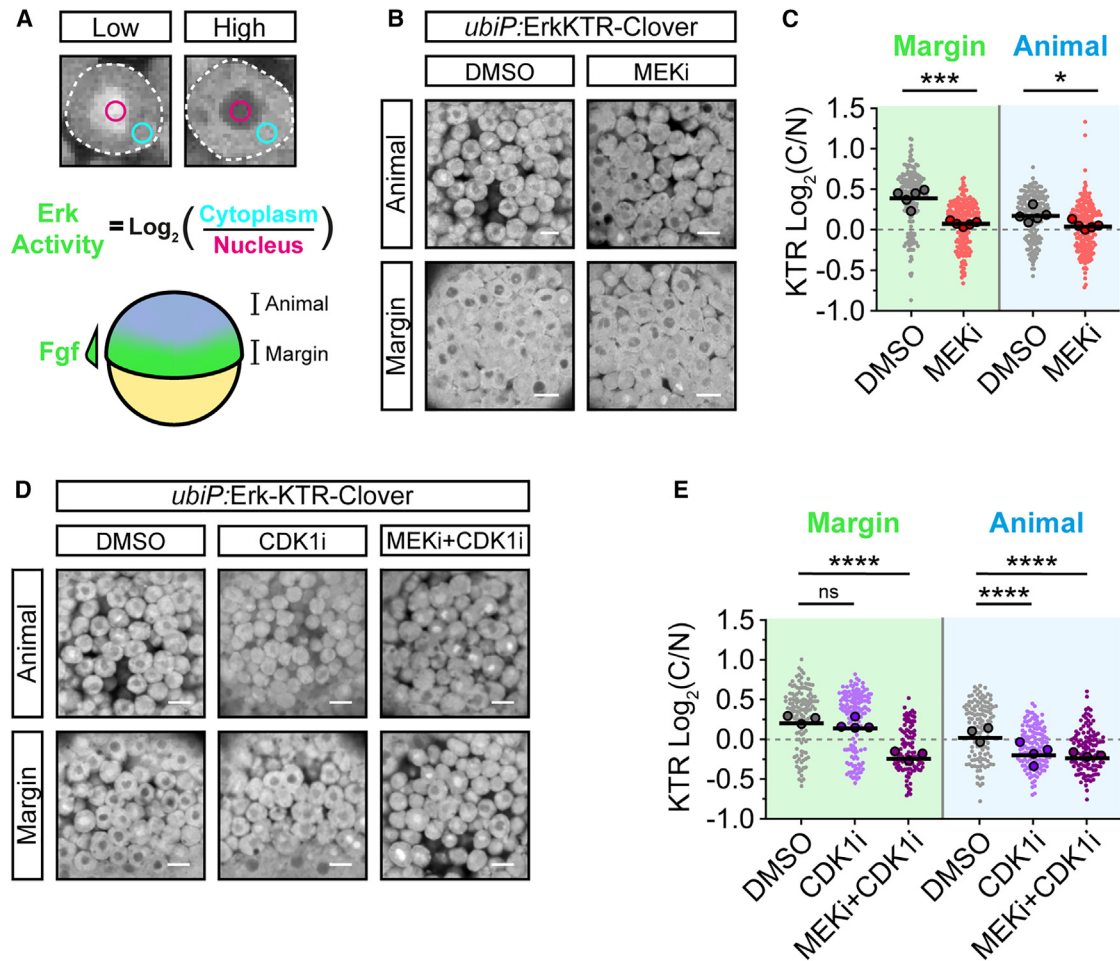 A
Low
High
Erk
Activity
= Log2 ( Cytoplasm
Nucleus )
Fgf
Animal
Margin
B
ubiP:ErkKTR-Clover
DMSO
MEKi
Animal
Margin
C
Margin
Animal
***
*
KTR Log2(C/N)
1.5
1.0
0.5
0.0
-0.5
-1.0
DMSO
MEKi
DMSO
MEKi
D
ubiP:Erk-KTR-Clover
DMSO
CDK1i
MEKi+CDK1i
Animal
Margin
E
Margin
Animal
****
****
ns
****
KTR Log2(C/N)
1.5
1.0
0.5
0.0
-0.5
-1.0
DMSO
CDK1i
MEKi+CDK1i
DMSO
CDK1i
MEKi+CDK1i